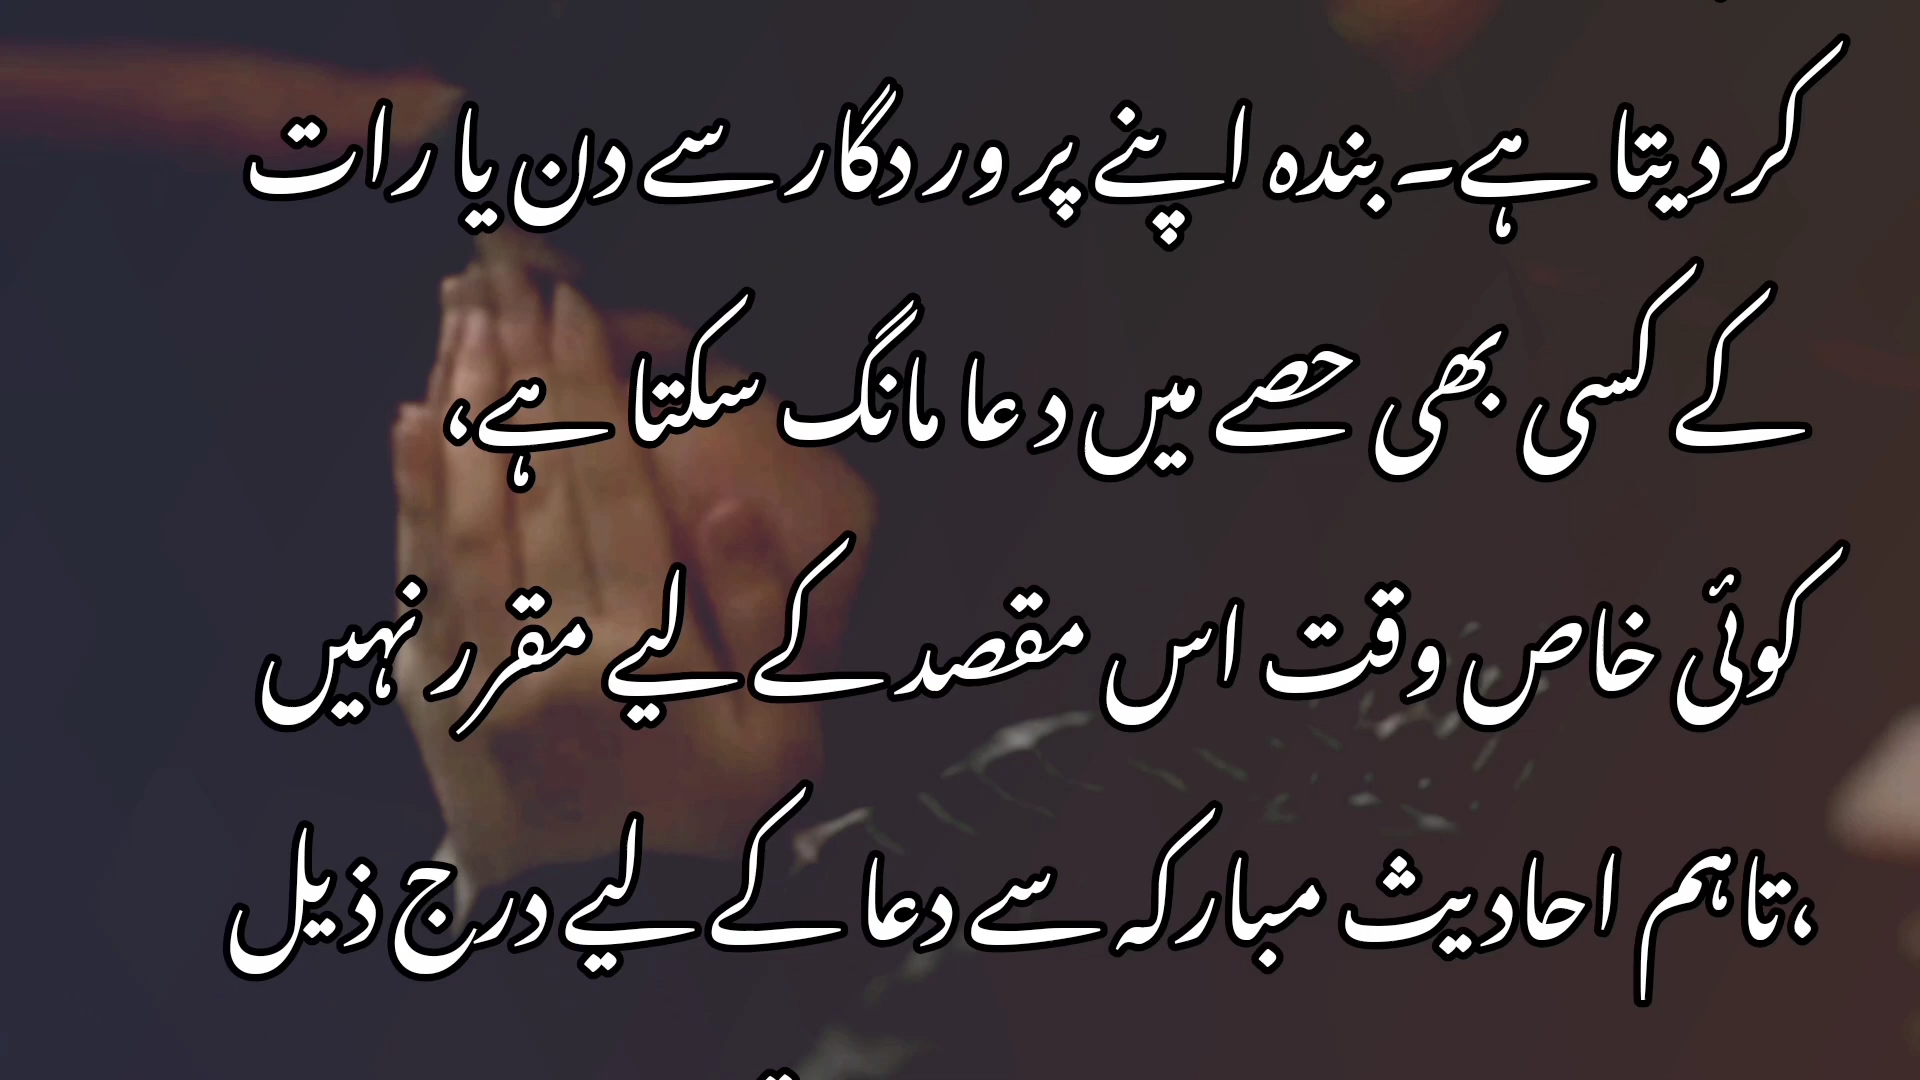 کر دیتا ہے۔ بندہ اپنے پروردگار سے دن یا رات
کے کسی بھی حصے میں دعا مانگ سکتا ہے،
کوئی خاص وقت اس مقصد کے لیے مقرر نہیں
،تاہم احادیث مبارکہ سے دعا کے لیے درج ذیل